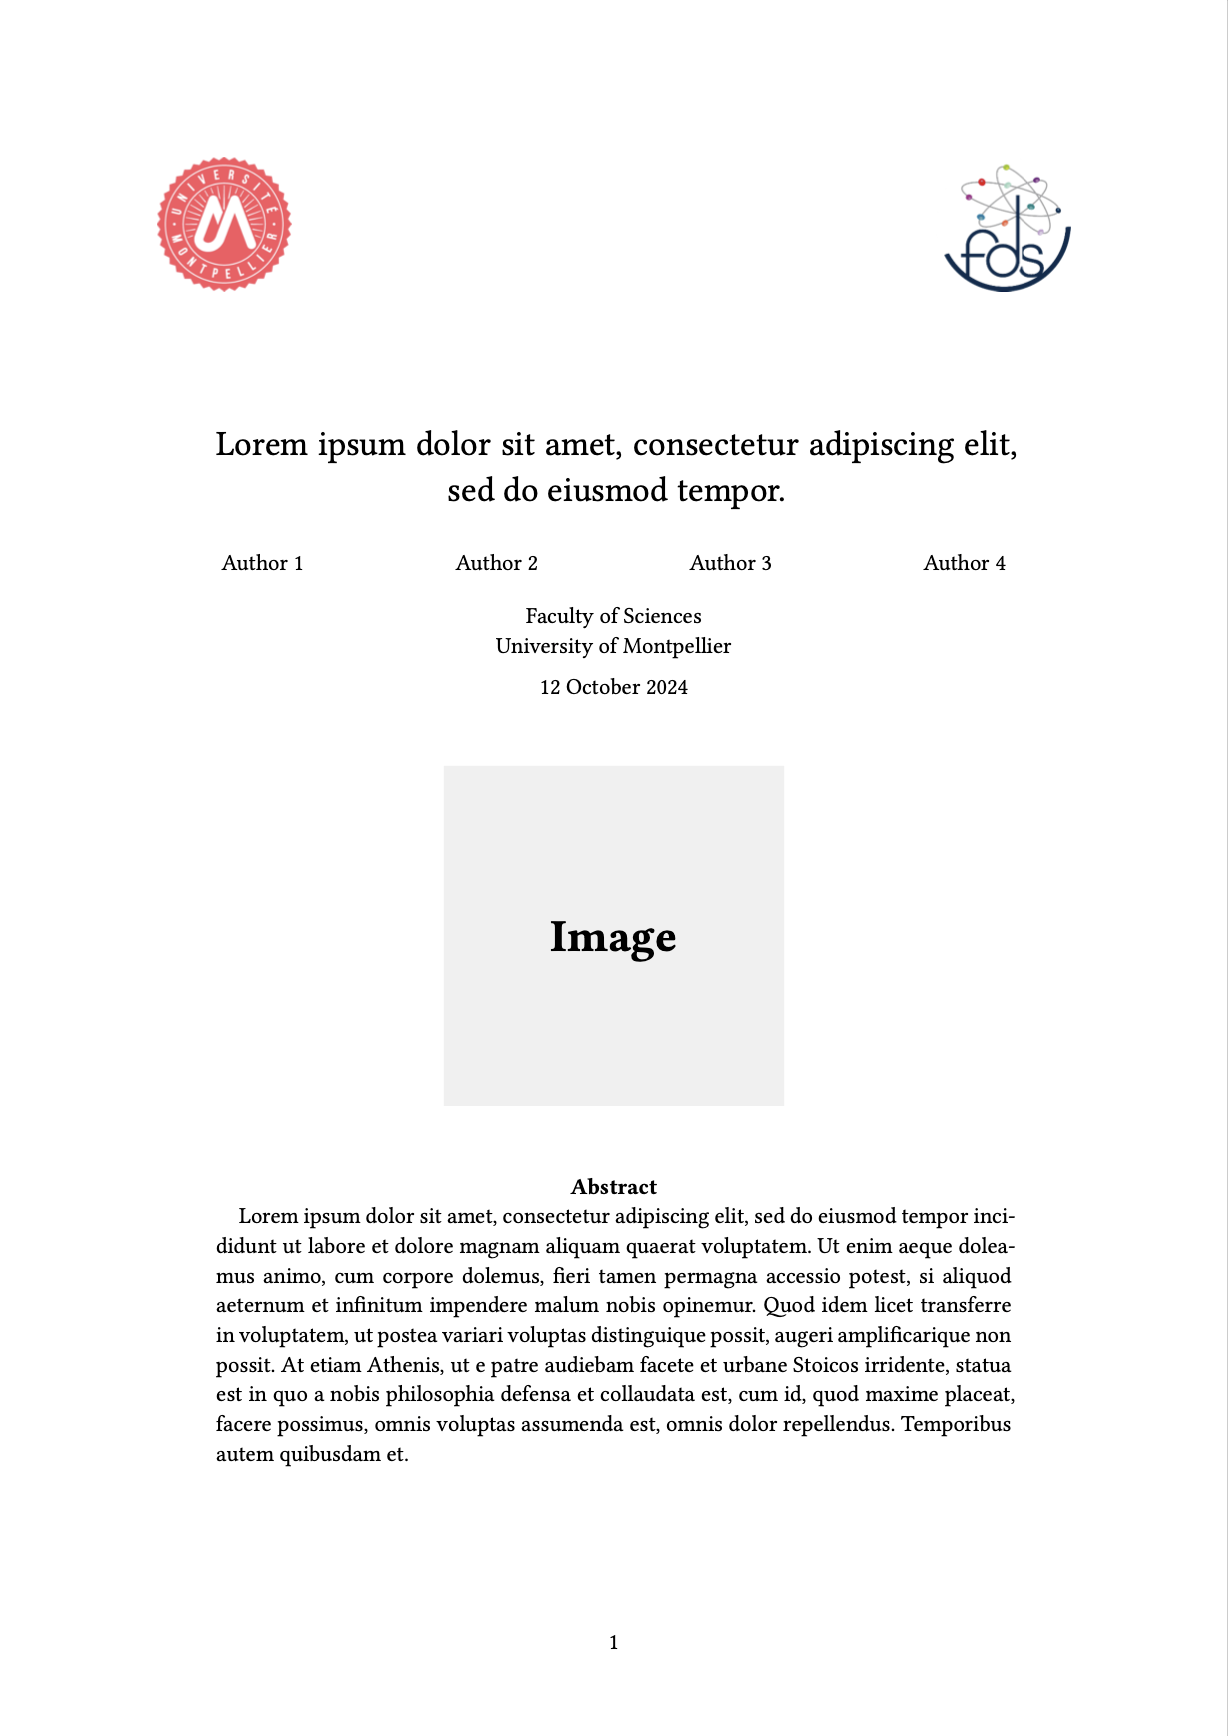 UNIVERSITÉ
MONTPELLIER
fds
Lorem ipsum dolor sit amet, consectetur adipiscing elit,
sed do eiusmod tempor.
Author 1 Author 2 Author 3 Author 4
Faculty of Sciences
University of Montpellier
12 October 2024
Image
Abstract
Lorem ipsum dolor sit amet, consectetur adipiscing elit, sed do eiusmod tempor inci-
didunt ut labore et dolore magnam aliquam quaerat voluptatem. Ut enim aeque dolea-
mus animo, cum corpore dolemus, fieri tamen permagna accessio potest, si aliquod
aeternum et infinitum impendere malum nobis opinemur. Quod idem licet transferre
in voluptatem, ut postea variari voluptas distinguique possit, augeri amplificarique non
possit. At etiam Athenis, ut e patre audiebam facete et urbane Stoicos irridente, statua
est in quo a nobis philosophia defensa et collaudata est, cum id, quod maxime placeat,
facere possimus, omnis voluptas assumenda est, omnis dolor repellendus. Temporibus
autem quibusdam et.
1